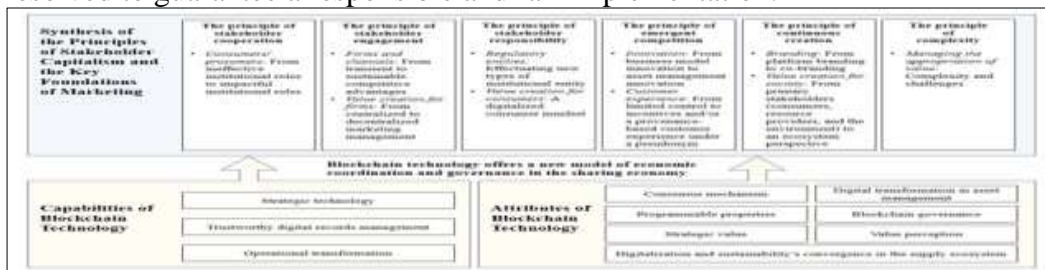 Synthesis of
the Principles
of Stakeholder
Capitalism and
the Key
Foundations
of Marketing
The principle of
stakeholder
cooperation
Consumers/
prosumers: From
ineffective
institutional roles
to impactful
institutional roles
The principle of
stakeholder
engagement
Forms and
channels: From
transient to
sustainable
competitive
advantages
Value creation for
firms: From
centralized to
decentralized
marketing
management
The principle of
stakeholder
responsibility
Regulatory
entities:
Effectuating new
types of
institutional entity
Value creation for
consumers: A
digitalized
consumer mindset
The principle of
emergent
competition
Innovation: From
business model
innovation to
asset management
innovation
Customer
experience: From
limited control to
incentives and/or
a provenance-
based customer
experience under
a pseudonym
The principle of
continuous
creation
Branding: From
platform branding
to co-branding
Value creation for
society: From
primary
stakeholders
(consumers,
resource
providers, and the
environment) to
an ecosystem
perspective
The principle
of complexity
Managing the
appropriation of
value:
Complexity and
challenges
Blockchain technology offers a new model of economic
coordination and governance in the sharing economy
Capabilities of
Blockchain
Technology
Strategic technology
Trustworthy digital records management
Operational transformation
Attributes of
Blockchain
Technology
Consensus mechanism
Digital transformation in asset
management
Programmable properties
Blockchain governance
Strategic value
Value perception
Digitalization and sustainability's convergence in the supply ecosystem